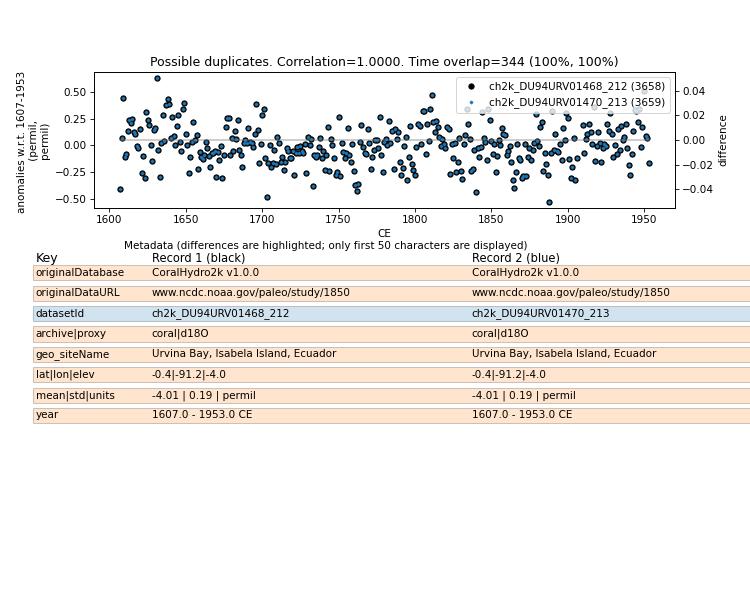 Possible duplicates. Correlation=1.0000. Time overlap=344 (100%, 100%)
anomalies w.r.t. 1607-1953
(permil,
permil)
0.50
0.25
0.00
−0.25
−0.50
ch2k_DU94URV01468_212 (3658)
ch2k_DU94URV01470_213 (3659)
0.04
0.02
0.00
−0.02
−0.04
difference
1600 1650 1700 1750 1800 1850 1900 1950
CE
Metadata (differences are highlighted; only first 50 characters are displayed)
Key Record 1 (black) Record 2 (blue)
originalDatabase CoralHydro2k v1.0.0 CoralHydro2k v1.0.0
originalDataURL www.ncdc.noaa.gov/paleo/study/1850 www.ncdc.noaa.gov/paleo/study/1850
datasetId ch2k_DU94URV01468_212 ch2k_DU94URV01470_213
archive|proxy coral|d18O coral|d18O
geo_siteName Urvina Bay, Isabela Island, Ecuador Urvina Bay, Isabela Island, Ecuador
lat|lon|elev -0.4|-91.2|-4.0 -0.4|-91.2|-4.0
mean|std|units -4.01 | 0.19 | permil -4.01 | 0.19 | permil
year 1607.0 - 1953.0 CE 1607.0 - 1953.0 CE